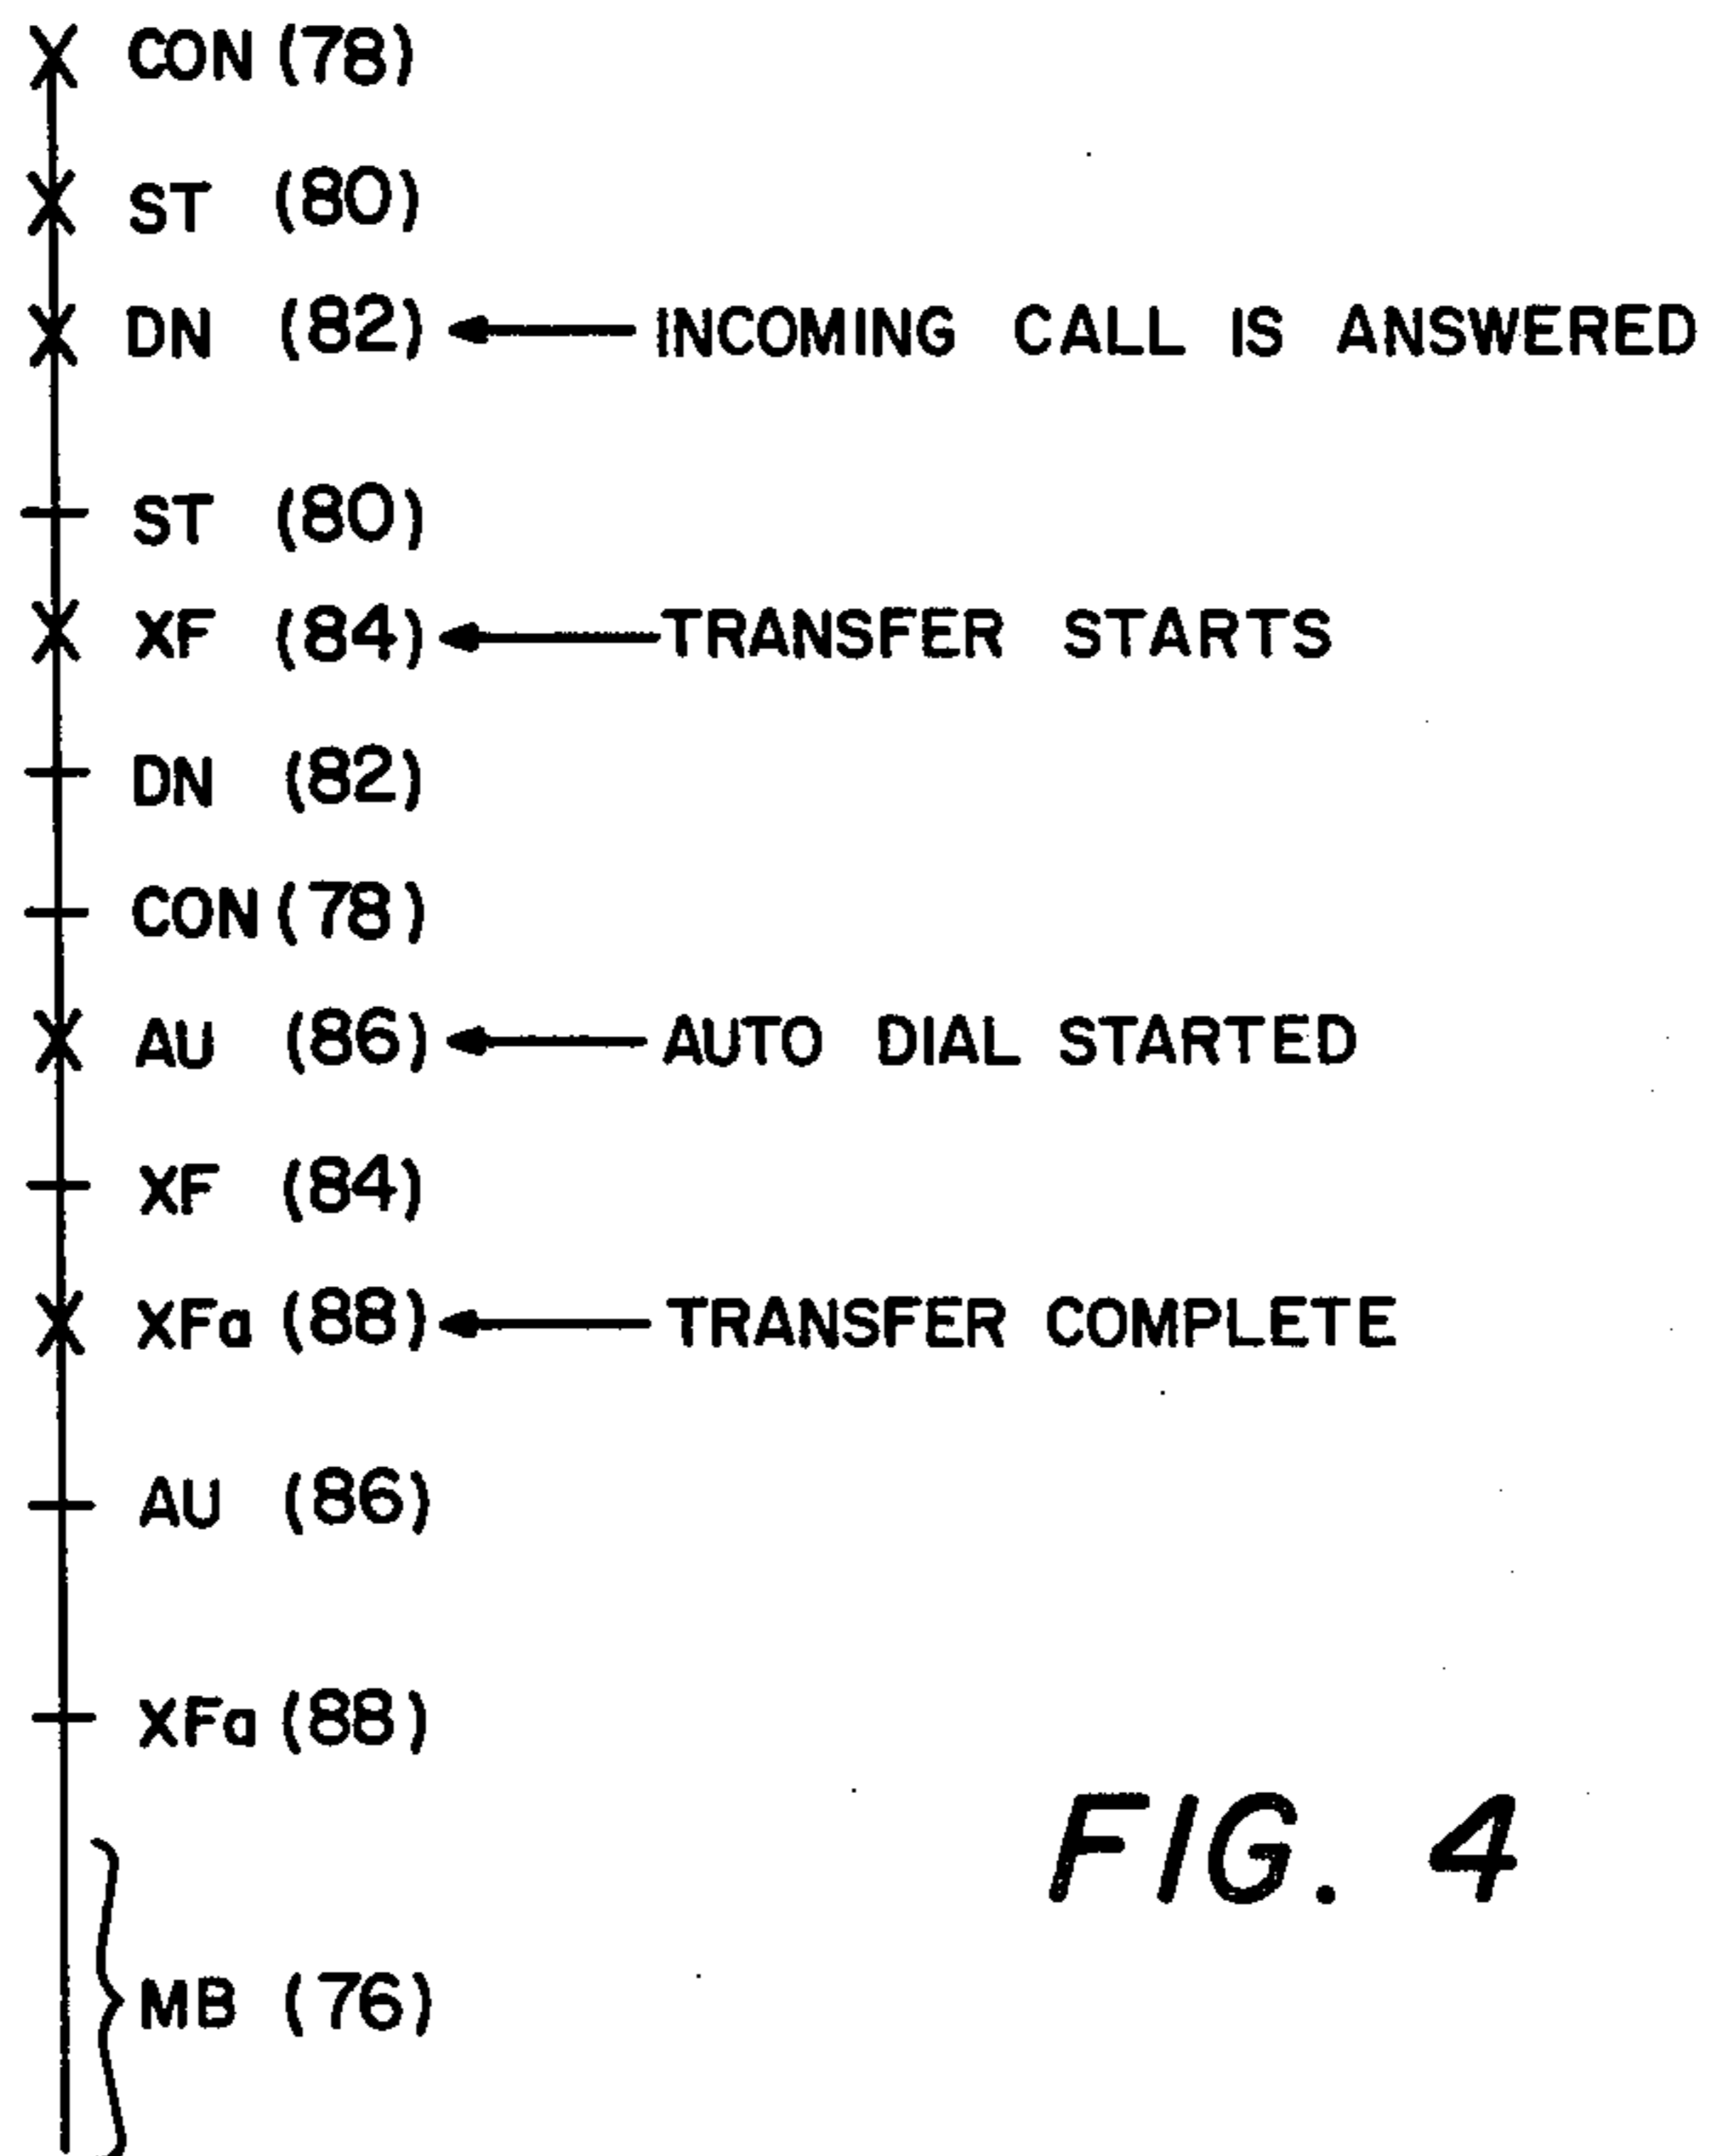 CON (78)
ST (80)
DN (82) INCOMING CALL IS ANSWERED
ST (80)
XF (84) TRANSFER STARTS
DN (82)
CON (78)
AU (86) AUTO DIAL STARTED
XF (84)
XFa (88) TRANSFER COMPLETE
AU (86)
XFa (88)
MB (76)
FIG. 4